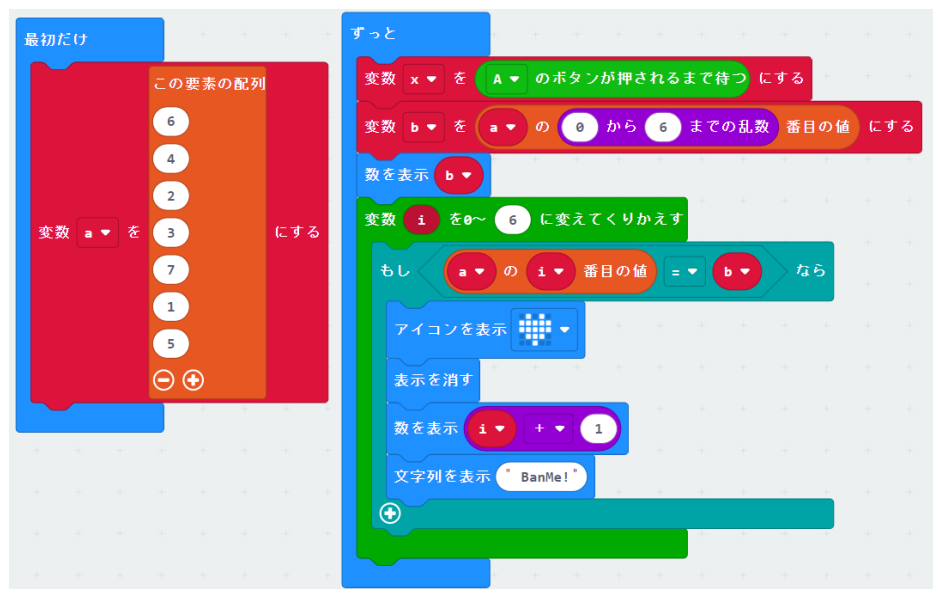 最初だけ
変数 a を この要素の配列 にする
6
4
2
3
7
1
5
ずっと
変数 x を A のボタンが押されるまで待つ にする
変数 b を a の 0 から 6 までの乱数 番目の値 にする
数を表示 b
変数 i を0〜 6 に変えてくりかえす
もし a の i 番目の値 = b なら
アイコンを表示
表示を消す
数を表示 i + 1
文字列を表示 " BanMe! "